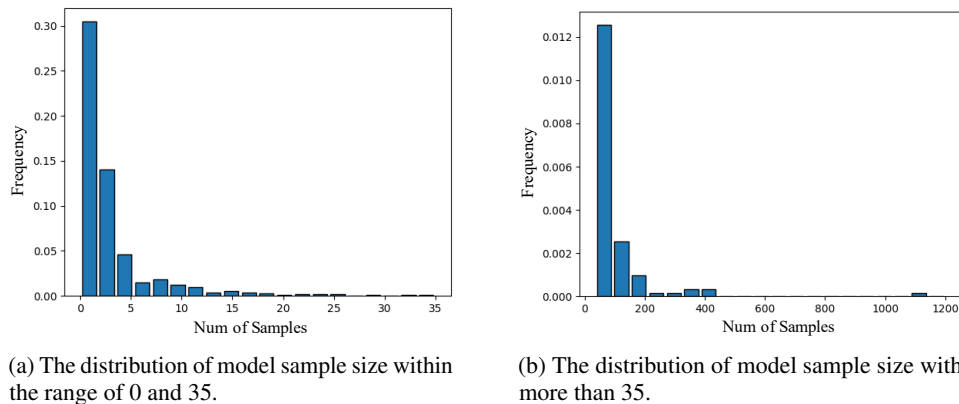 0.30
0.25
0.20
0.15
0.10
0.05
0.00
Frequency
0 5 10 15 20 25 30 35
Num of Samples
(a) The distribution of model sample size within
the range of 0 and 35.
0.012
0.010
0.008
0.006
0.004
0.002
0.000
Frequency
0 200 400 600 800 1000 1200
Num of Samples
(b) The distribution of model sample size with
more than 35.